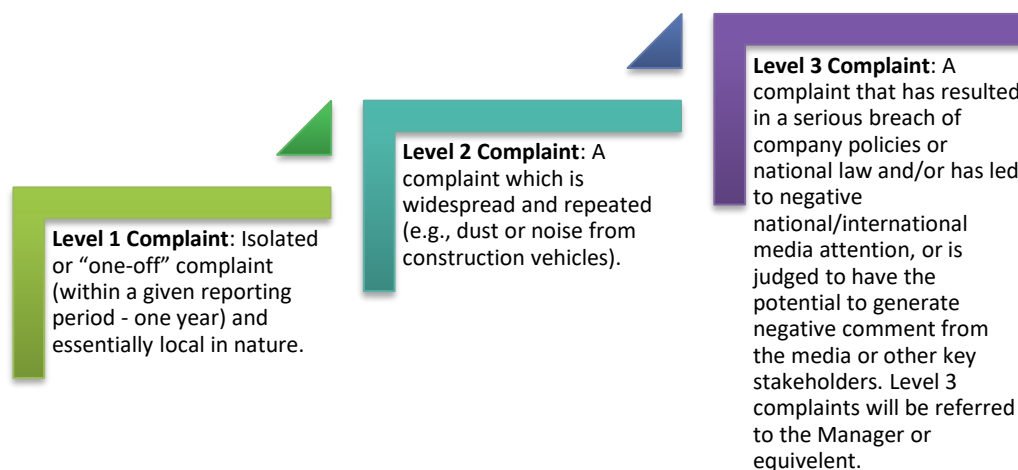 Level 1 Complaint: Isolated
or “one-off” complaint
(within a given reporting
period - one year) and
essentially local in nature.
Level 2 Complaint: A
complaint which is
widespread and repeated
(e.g., dust or noise from
construction vehicles).
Level 3 Complaint: A
complaint that has resulted
in a serious breach of
company policies or
national law and/or has led
to negative
national/international
media attention, or is
judged to have the
potential to generate
negative comment from
the media or other key
stakeholders. Level 3
complaints will be referred
to the Manager or
equivelent.